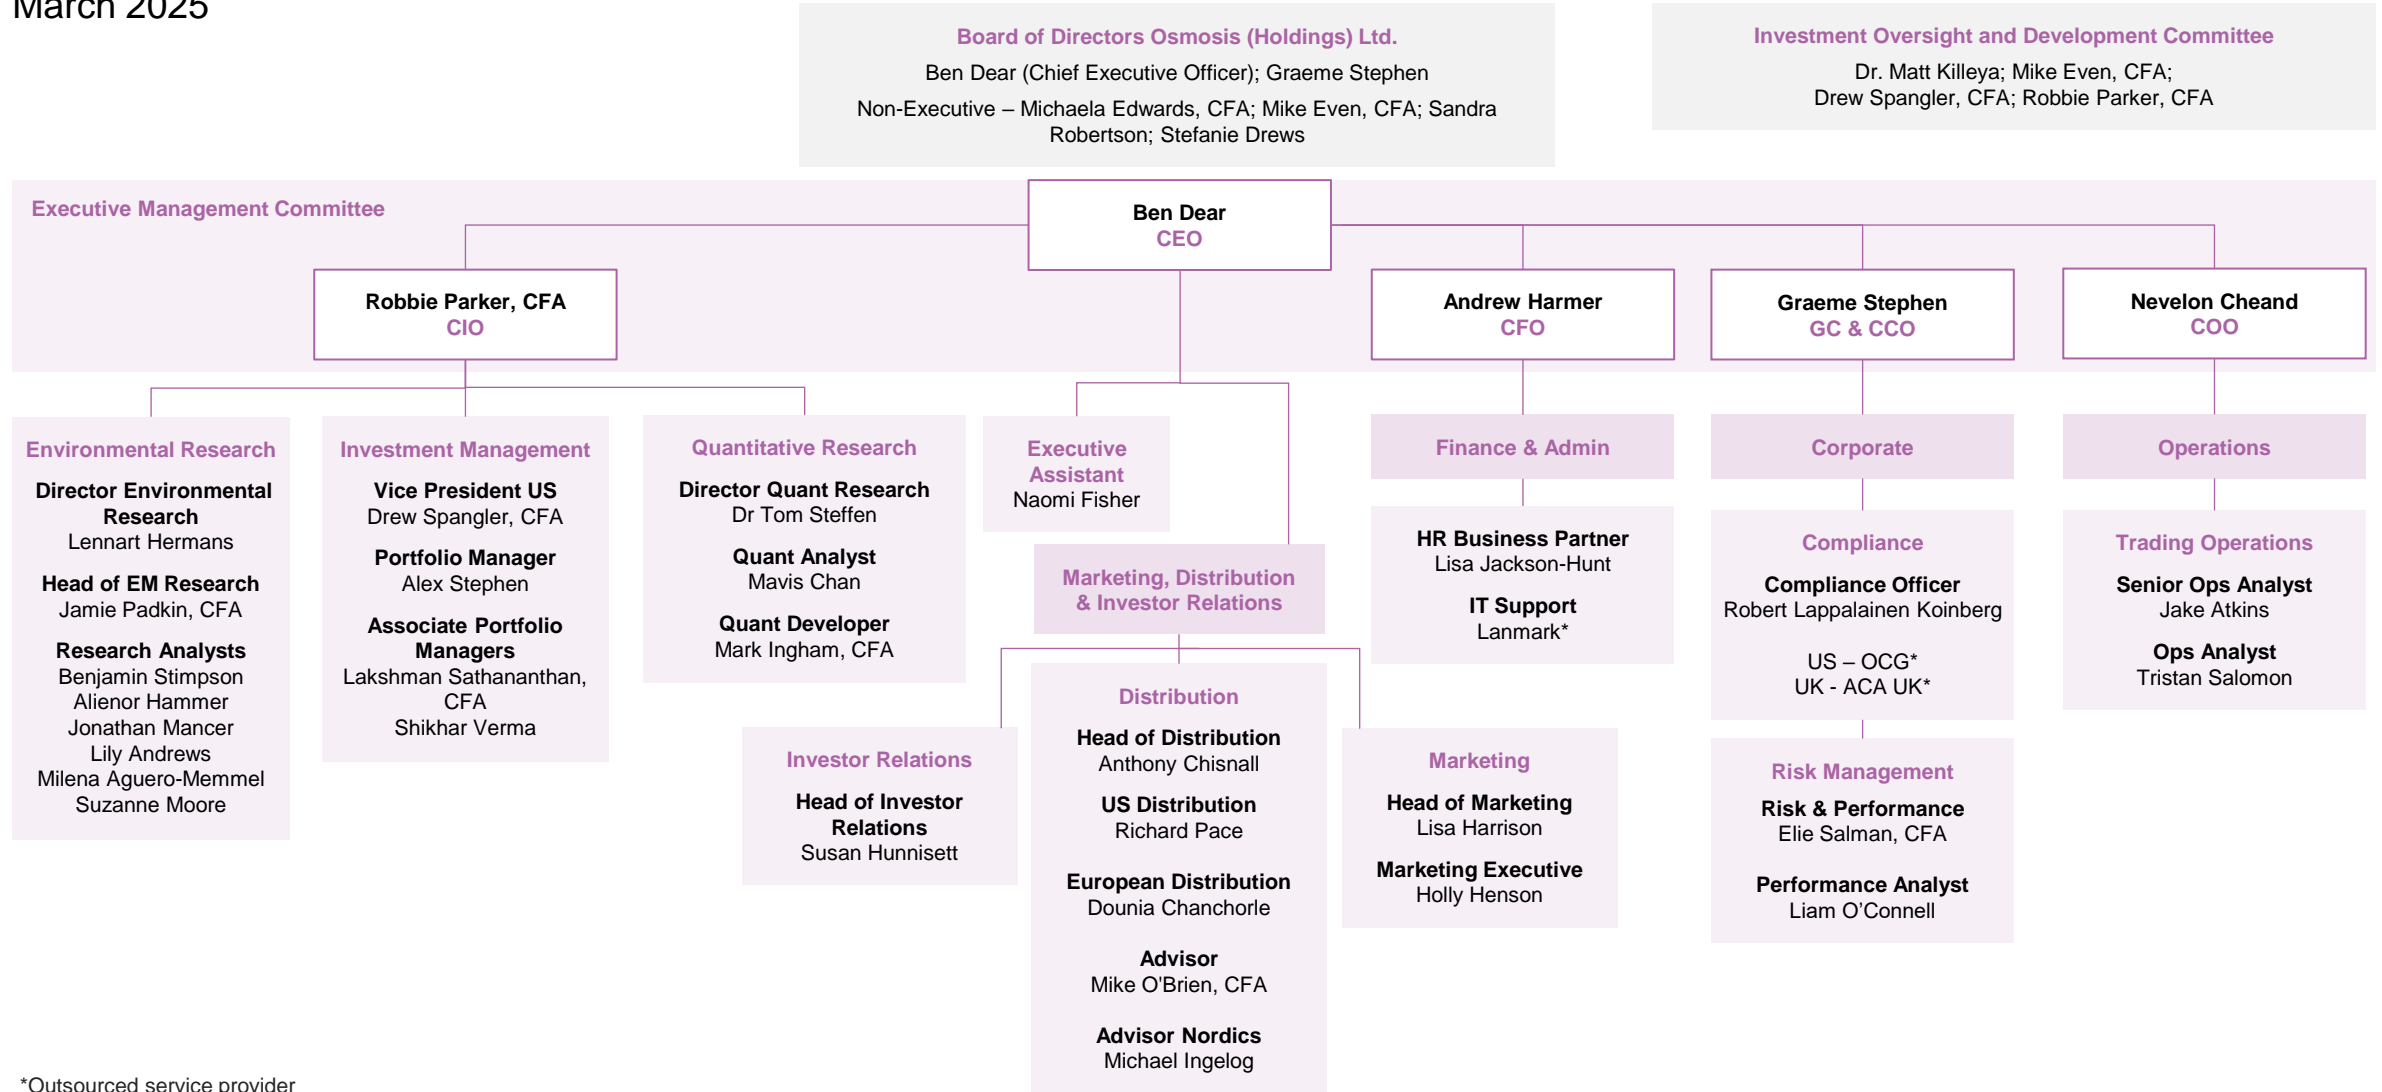 March 2025
Board of Directors Osmosis (Holdings) Ltd.
Ben Dear (Chief Executive Officer); Graeme Stephen
Non-Executive – Michaela Edwards, CFA; Mike Even, CFA; Sandra
Robertson; Stefanie Drews
Investment Oversight and Development Committee
Dr. Matt Killeya; Mike Even, CFA;
Drew Spangler, CFA; Robbie Parker, CFA
Executive Management Committee
Ben Dear
CEO
Robbie Parker, CFA
CIO
Andrew Harmer
CFO
Graeme Stephen
GC & CCO
Nevelon Cheand
COO
Environmental Research
Director Environmental
Research
Lennart Hermans
Head of EM Research
Jamie Padkin, CFA
Research Analysts
Benjamin Stimpson
Alienor Hammer
Jonathan Mancer
Lily Andrews
Milena Aguero-Memmel
Suzanne Moore
Investment Management
Vice President US
Drew Spangler, CFA
Portfolio Manager
Alex Stephen
Associate Portfolio
Managers
Lakshman Sathananthan,
CFA
Shikhar Verma
Quantitative Research
Director Quant Research
Dr Tom Steffen
Quant Analyst
Mavis Chan
Quant Developer
Mark Ingham, CFA
Executive
Assistant
Naomi Fisher
Marketing, Distribution
& Investor Relations
Investor Relations
Head of Investor
Relations
Susan Hunnisett
Distribution
Head of Distribution
Anthony Chisnall
US Distribution
Richard Pace
European Distribution
Dounia Chanchorle
Advisor
Mike O'Brien, CFA
Advisor Nordics
Michael Ingelog
Marketing
Head of Marketing
Lisa Harrison
Marketing Executive
Holly Henson
Finance & Admin
HR Business Partner
Lisa Jackson-Hunt
IT Support
Lanmark*
Corporate
Compliance
Compliance Officer
Robert Lappalainen Koinberg
US – OCG*
UK - ACA UK*
Risk Management
Risk & Performance
Elie Salman, CFA
Performance Analyst
Liam O’Connell
Operations
Trading Operations
Senior Ops Analyst
Jake Atkins
Ops Analyst
Tristan Salomon
*Outsourced service provider